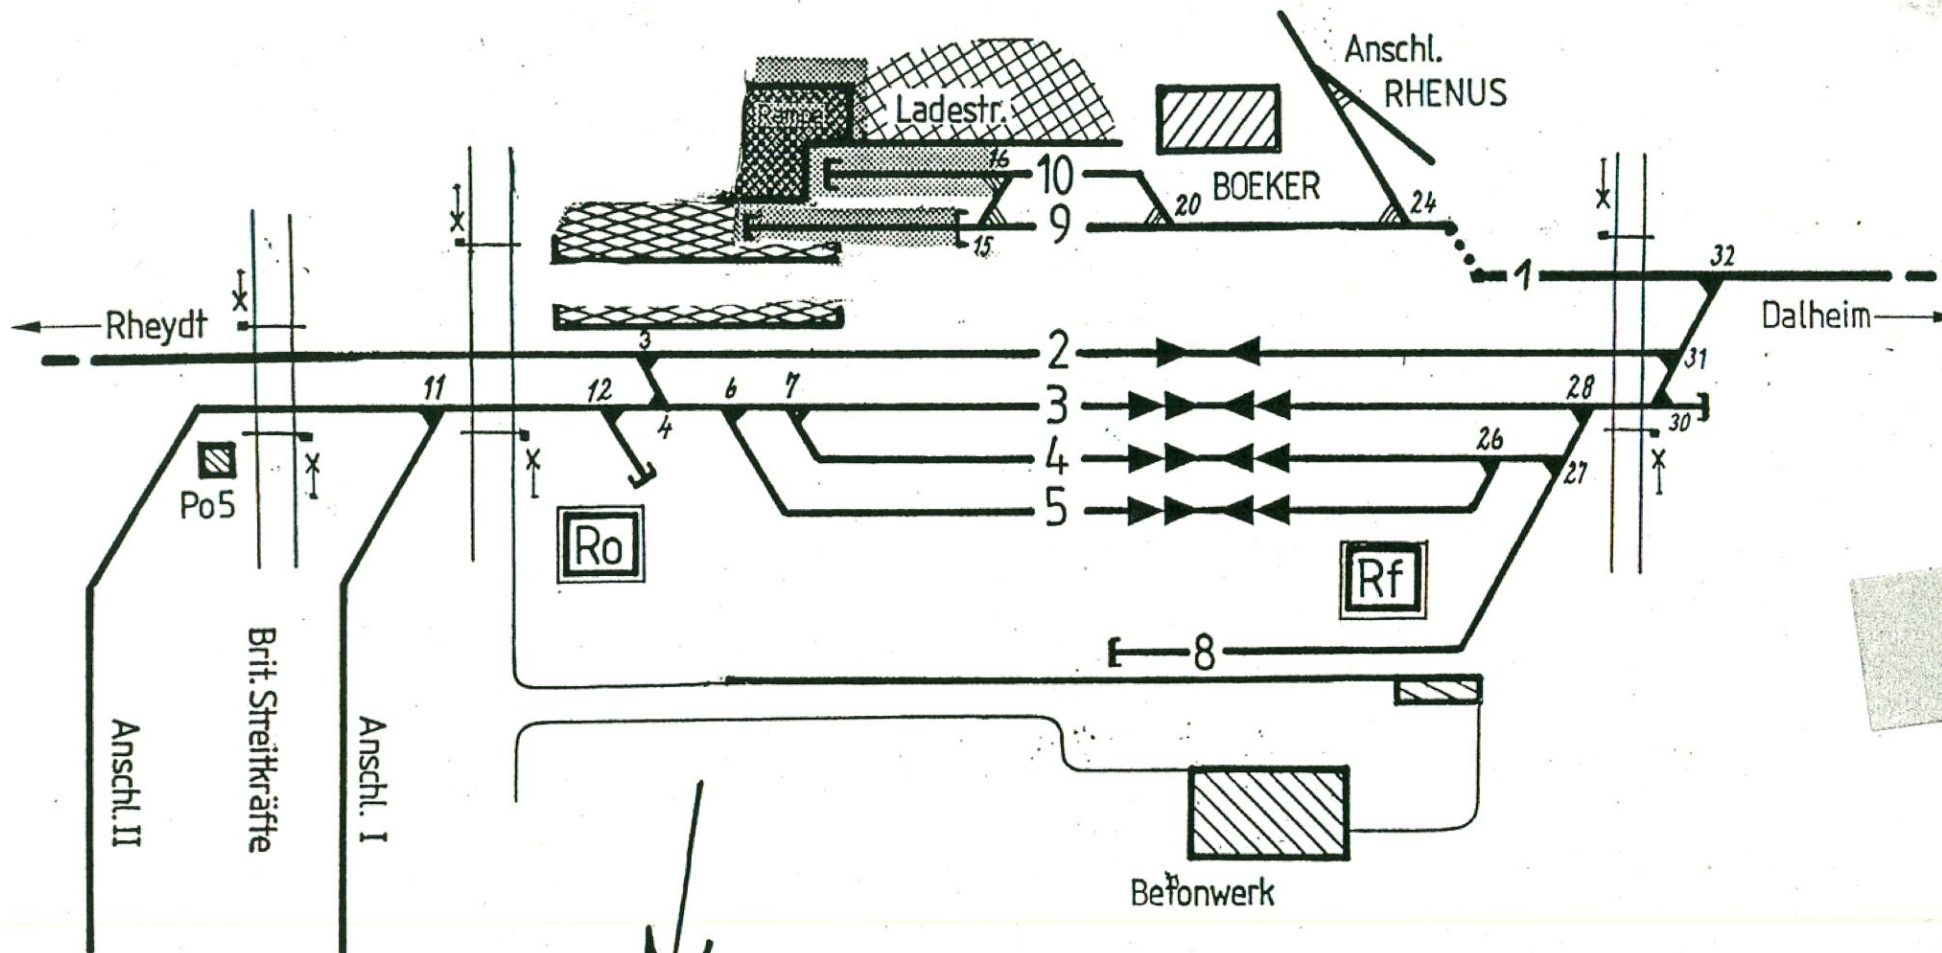 Anschl.
RHENUS
Rampe
Ladestr.
16
10
BOEKER
20
24
9
15
1
32
Rheydt
Dalheim
3
2
31
11
12
6
7
3
28
4
30
26
4
27
Po5
5
Ro
Rf
8
Brit. Streitkräfte
Anschl. II
Anschl. I
Betonwerk